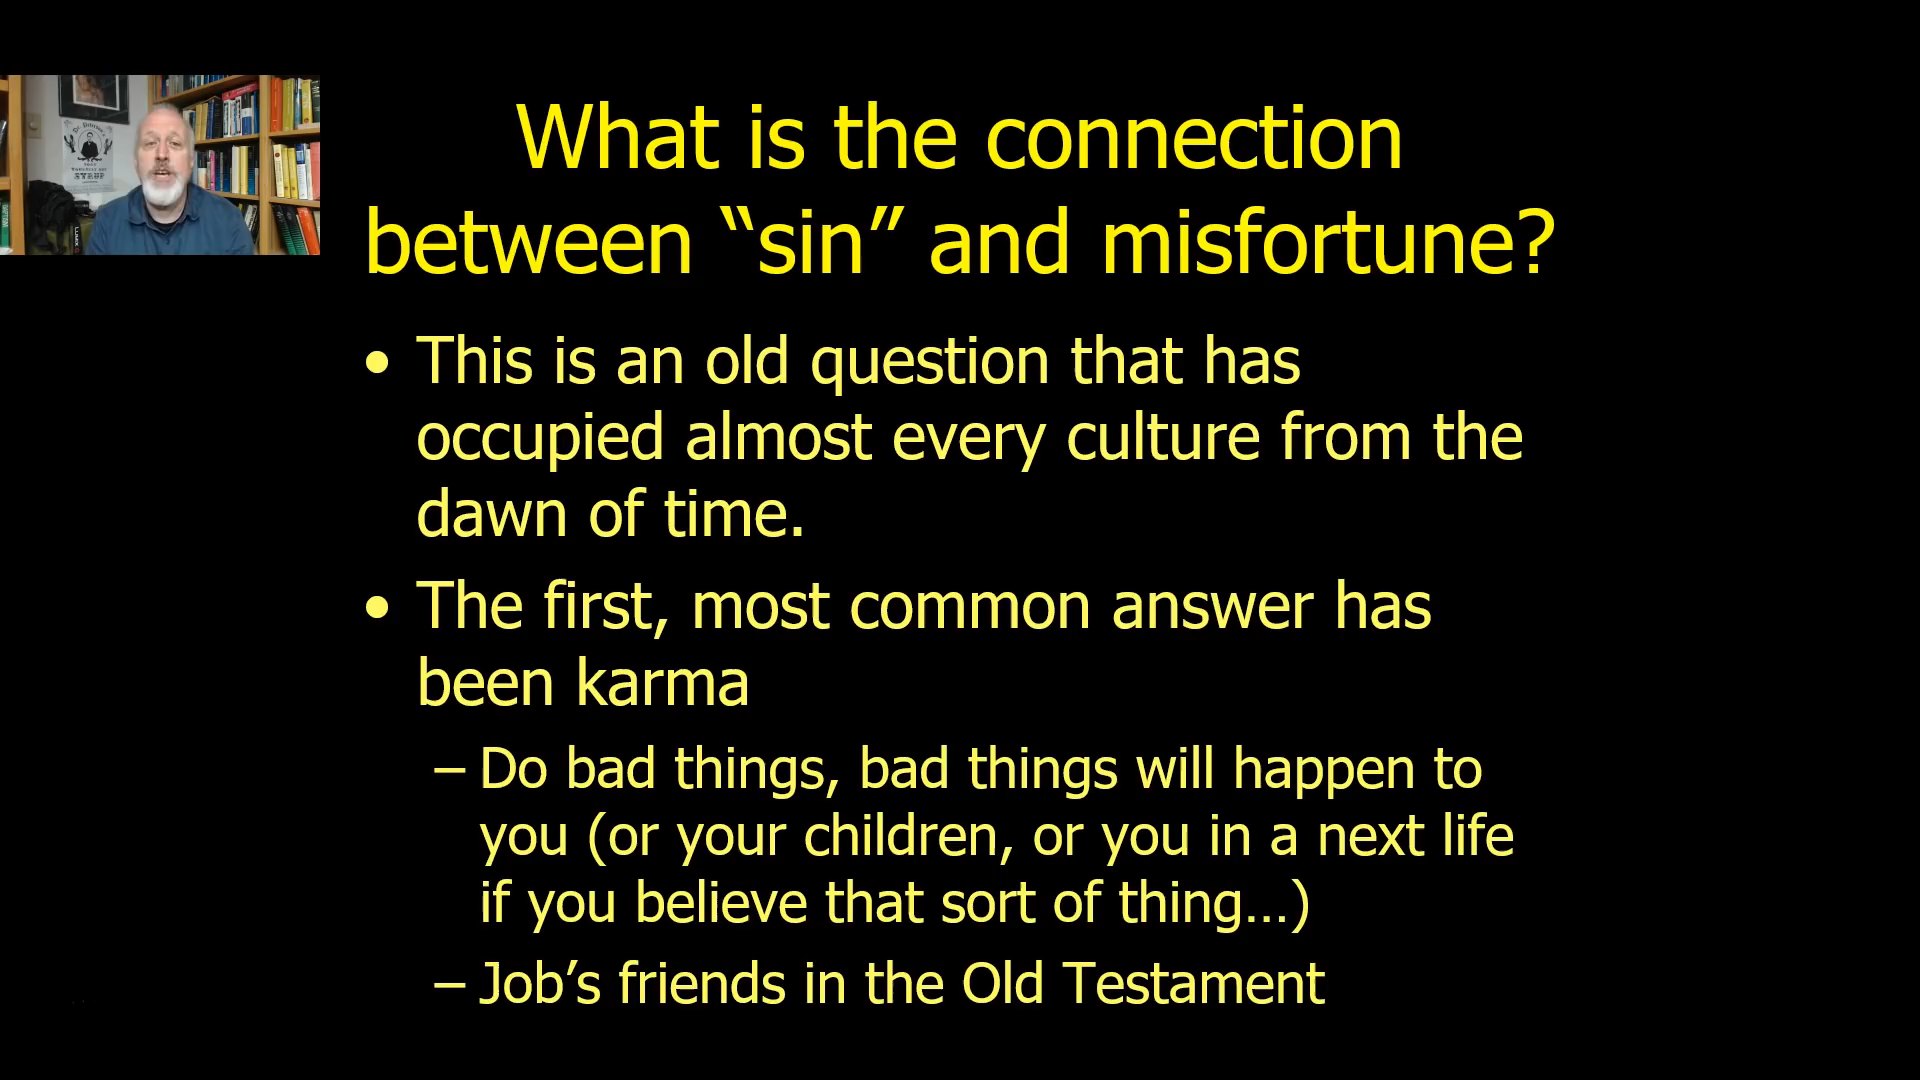 What is the connection
between “sin” and misfortune?
• This is an old question that has
occupied almost every culture from the
dawn of time.
• The first, most common answer has
been karma
– Do bad things, bad things will happen to
you (or your children, or you in a next life
if you believe that sort of thing…)
– Job’s friends in the Old Testament
SYRUP